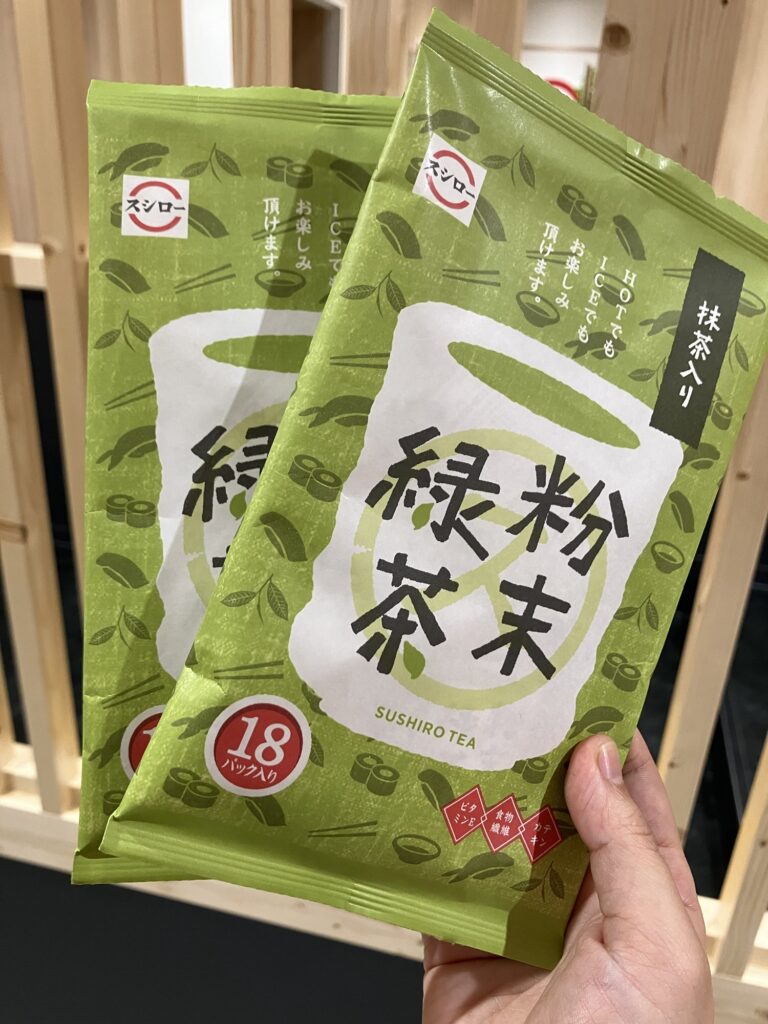 スシロー
ICEでも
お楽しみ
頂けます。
緑
スシロー
HOTでも
ICEでも
お楽しみ
頂けます。
抹茶入り
粉末
緑茶
SUSHIRO TEA
18
パック入り
ビタ
ミンE
食物
繊維
カテ
キン